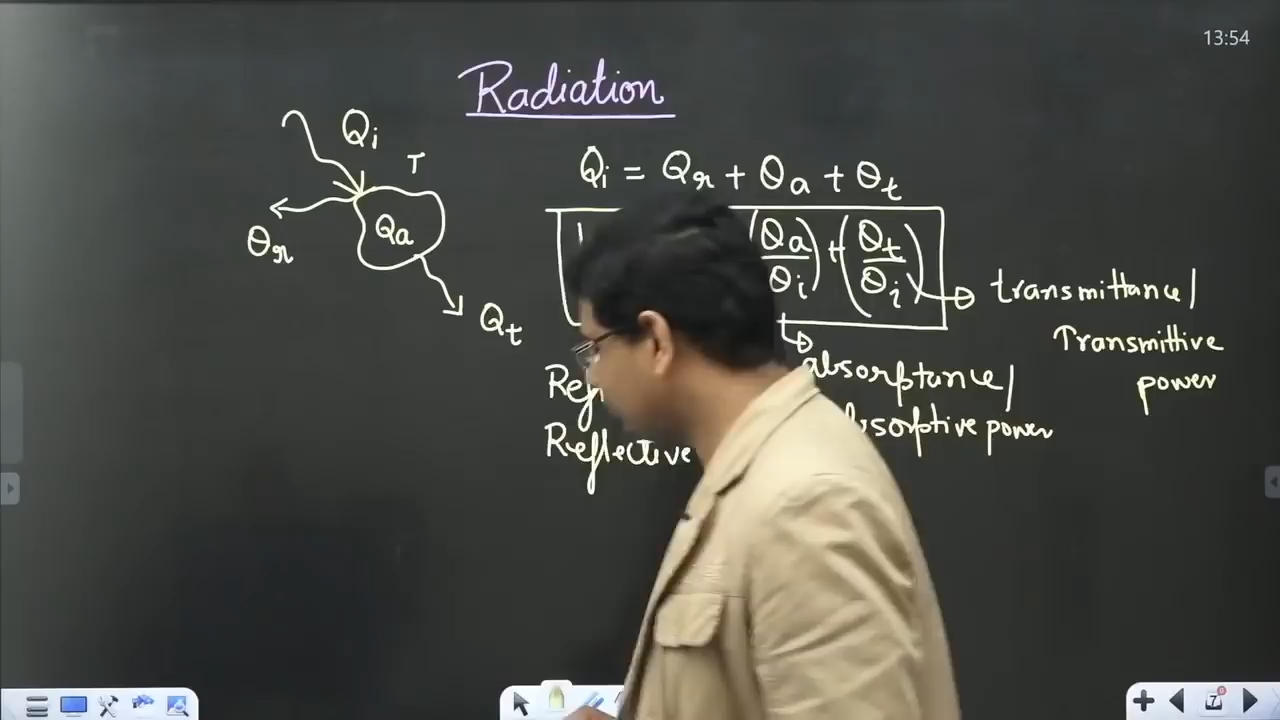 13:54
Radiation
Qi
T
Qi = Qr + Qa + Qt
Qr
Qa
(Qa/Qi) + (Qt/Qi)
transmittance/
Qt
Transmittive
absorptance/
power
Reflective
absorptive power